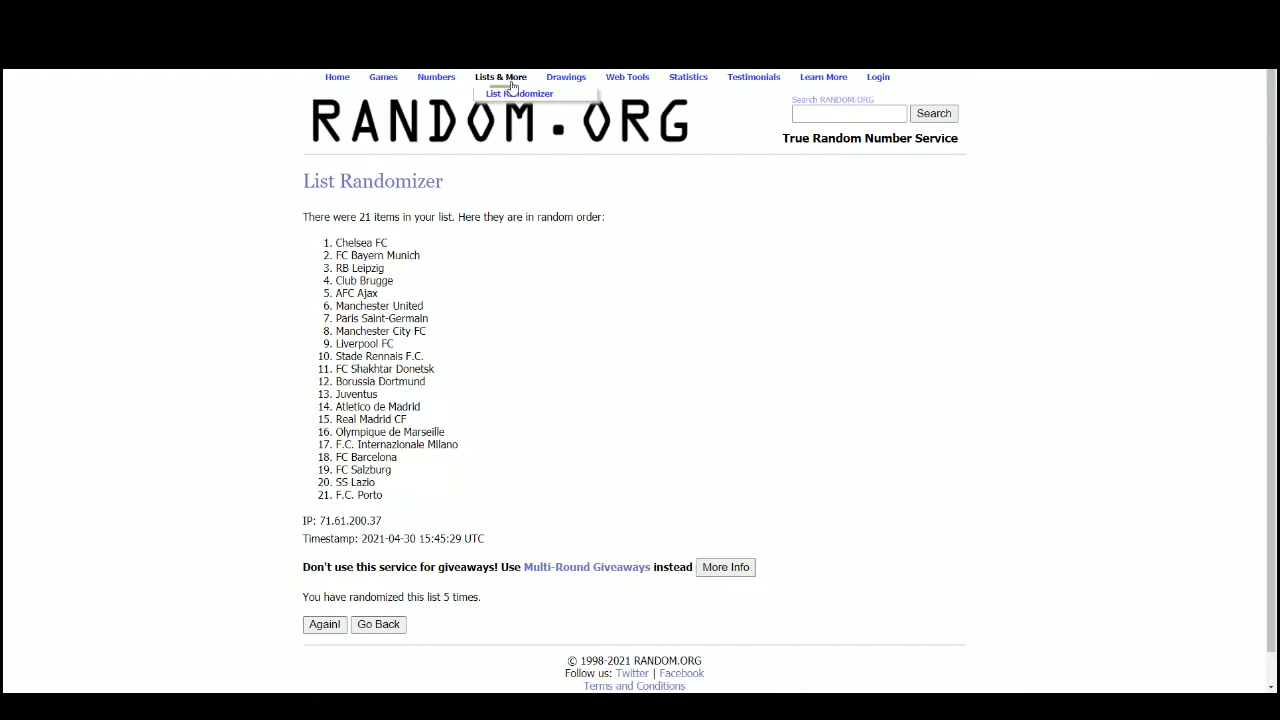 Home Games Numbers Lists & More Drawings Web Tools Statistics Testimonials Learn More Login
List Randomizer
Search RANDOM.ORG
RANDOM.ORG
Search
True Random Number Service
List Randomizer
There were 21 items in your list. Here they are in random order:
1. Chelsea FC
2. FC Bayern Munich
3. RB Leipzig
4. Club Brugge
5. AFC Ajax
6. Manchester United
7. Paris Saint-Germain
8. Manchester City FC
9. Liverpool FC
10. Stade Rennais F.C.
11. FC Shakhtar Donetsk
12. Borussia Dortmund
13. Juventus
14. Atletico de Madrid
15. Real Madrid CF
16. Olympique de Marseille
17. F.C. Internazionale Milano
18. FC Barcelona
19. FC Salzburg
20. SS Lazio
21. F.C. Porto
IP: 71.61.200.37
Timestamp: 2021-04-30 15:45:29 UTC
Don't use this service for giveaways! Use Multi-Round Giveaways instead More Info
You have randomized this list 5 times.
Again! Go Back
© 1998-2021 RANDOM.ORG
Follow us: Twitter | Facebook
Terms and Conditions